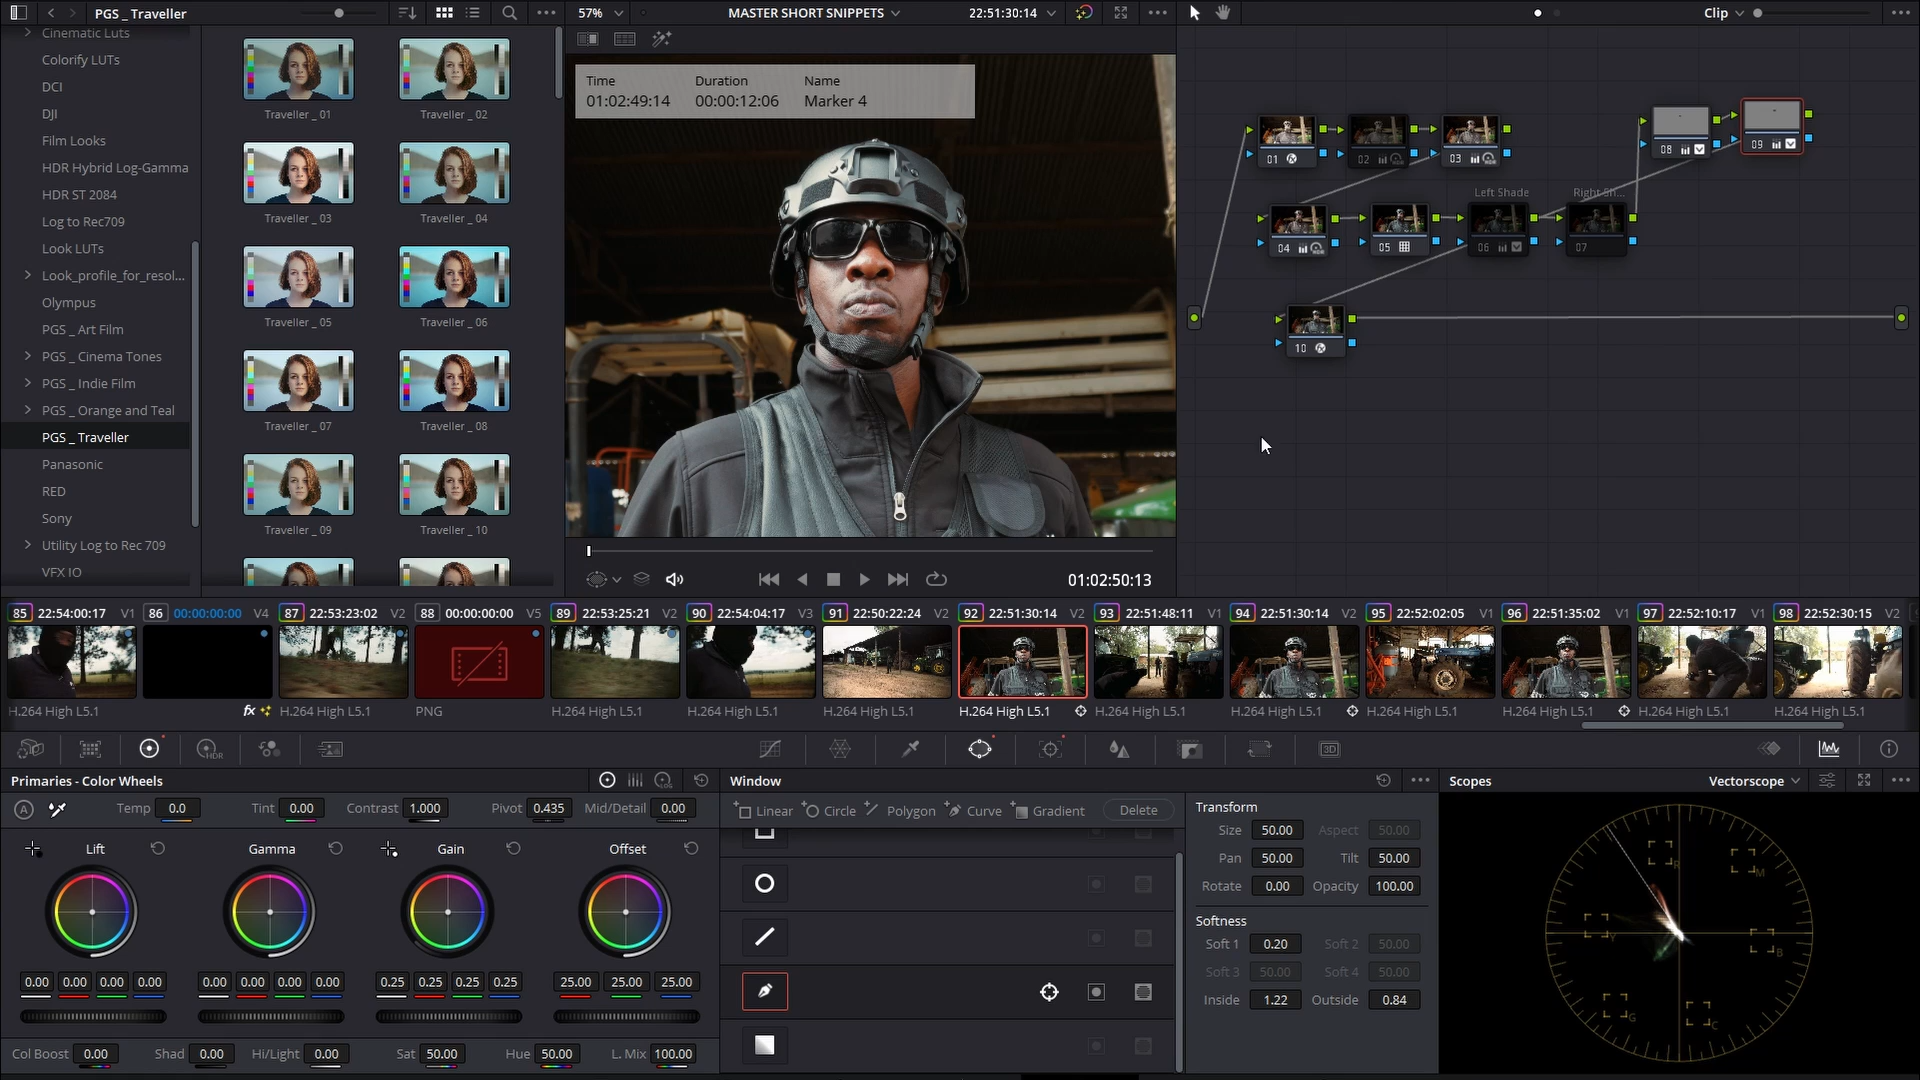 PGS _ Traveller
57%
MASTER SHORT SNIPPETS
22:51:30:14
Clip
Cinematic Luts
Colorify LUTs
DCI
DJI
Film Looks
HDR Hybrid Log-Gamma
HDR ST 2084
Log to Rec709
Look LUTs
Look_profile_for_resol...
Olympus
PGS _ Art Film
PGS _ Cinema Tones
PGS _ Indie Film
PGS _ Orange and Teal
PGS _ Traveller
Panasonic
RED
Sony
Utility Log to Rec 709
VFX IO
Traveller _ 01
Traveller _ 02
Traveller _ 03
Traveller _ 04
Traveller _ 05
Traveller _ 06
Traveller _ 07
Traveller _ 08
Traveller _ 09
Traveller _ 10
Time Duration Name
01:02:49:14 00:00:12:06 Marker 4
01:02:50:13
01
02
03
08
09
Left Shade
Right Sh...
04
05
06
07
10
85 22:54:00:17 V1
86 00:00:00:00 V4
87 22:53:23:02 V2
88 00:00:00:00 V5
89 22:53:25:21 V2
90 22:54:04:17 V3
91 22:50:22:24 V2
92 22:51:30:14 V2
93 22:51:48:11 V1
94 22:51:30:14 V2
95 22:52:02:05 V1
96 22:51:35:02 V1
97 22:52:10:17 V1
98 22:52:30:15 V2
H.264 High L5.1
fx
H.264 High L5.1
PNG
H.264 High L5.1
H.264 High L5.1
H.264 High L5.1
H.264 High L5.1
H.264 High L5.1
H.264 High L5.1
H.264 High L5.1
H.264 High L5.1
H.264 High L5.1
H.264 High L5.1
HDR
3D
Primaries - Color Wheels
A
Temp 0.0 Tint 0.00 Contrast 1.000 Pivot 0.435 Mid/Detail 0.00
Lift Gamma Gain Offset
0.00 0.00 0.00 0.00
0.00 0.00 0.00 0.00
0.25 0.25 0.25 0.25
25.00 25.00 25.00
Col Boost 0.00 Shad 0.00 Hi/Light 0.00 Sat 50.00 Hue 50.00 L. Mix 100.00
Window
Linear Circle Polygon Curve Gradient Delete
Transform
Size 50.00 Aspect 50.00
Pan 50.00 Tilt 50.00
Rotate 0.00 Opacity 100.00
Softness
Soft 1 0.20 Soft 2 50.00
Soft 3 50.00 Soft 4 50.00
Inside 1.22 Outside 0.84
Scopes
Vectorscope
R
M
Y
B
G
C